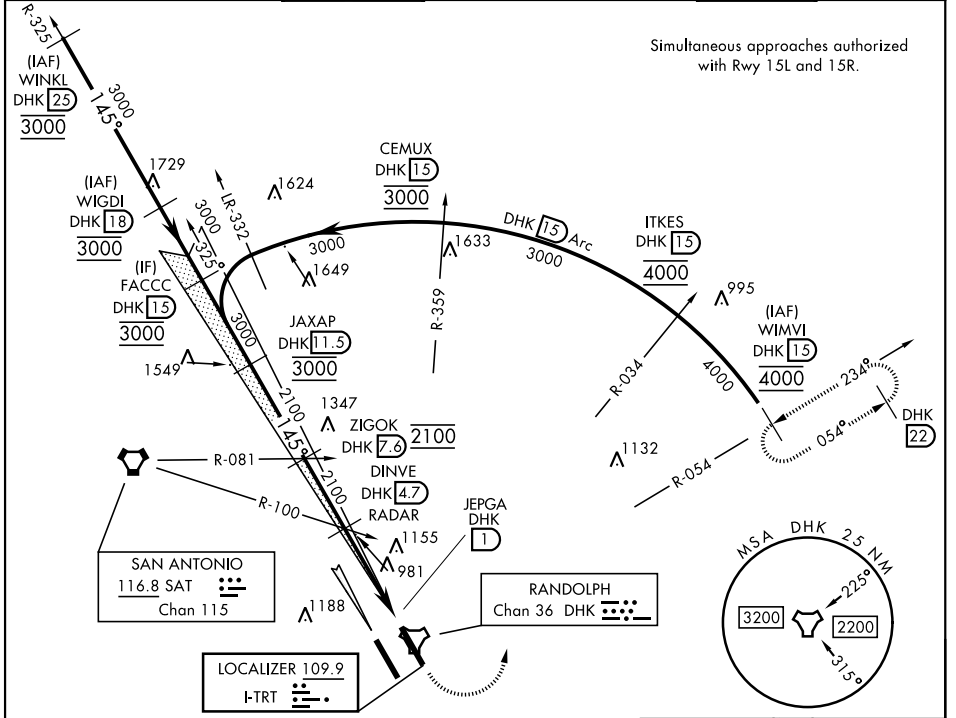 R-325
(IAF)
WINKL
DHK 25
3000
3000
145°
Simultaneous approaches authorized
with Rwy 15L and 15R.
1729
(IAF)
WIGDI
DHK 18
3000
3000
325°
LR-332
1624
CEMUX
DHK 15
3000
3000
1649
1633
R-359
DHK 15 Arc
3000
ITKES
DHK 15
4000
995
R-034
4000
(IAF)
WIMVI
DHK 15
4000
234°
054°
DHK
22
R-054
1132
(IF)
FACCC
DHK 15
3000
3000
1549
JAXAP
DHK 11.5
3000
2100
145°
1347
ZIGOK
DHK 7.6
2100
2100
R-081
R-100
DINVE
DHK 4.7
RADAR
1155
981
JEPGA
DHK
1
SAN ANTONIO
116.8 SAT
Chan 115
1188
RANDOLPH
Chan 36 DHK
LOCALIZER 109.9
I-TRT
MSA DHK 25 NM
225°
3200
2200
315°